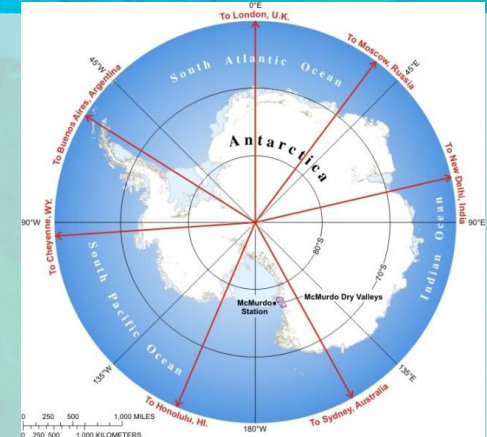 0°E
To London, U.K.
To Moscow, Russia
45°W
45°E
South Atlantic Ocean
To Buenos Aires, Argentina
Antarctica
To New Delhi, India
90°W
90°E
To Cheyenne, WY.
80°S
70°S
Indian Ocean
South Pacific Ocean
McMurdo
Station
McMurdo Dry Valleys
135°W
135°E
To Honolulu, HI.
To Sydney, Australia
180°W
0 250 500 1,000 MILES
0 250 500 1,000 KILOMETERS